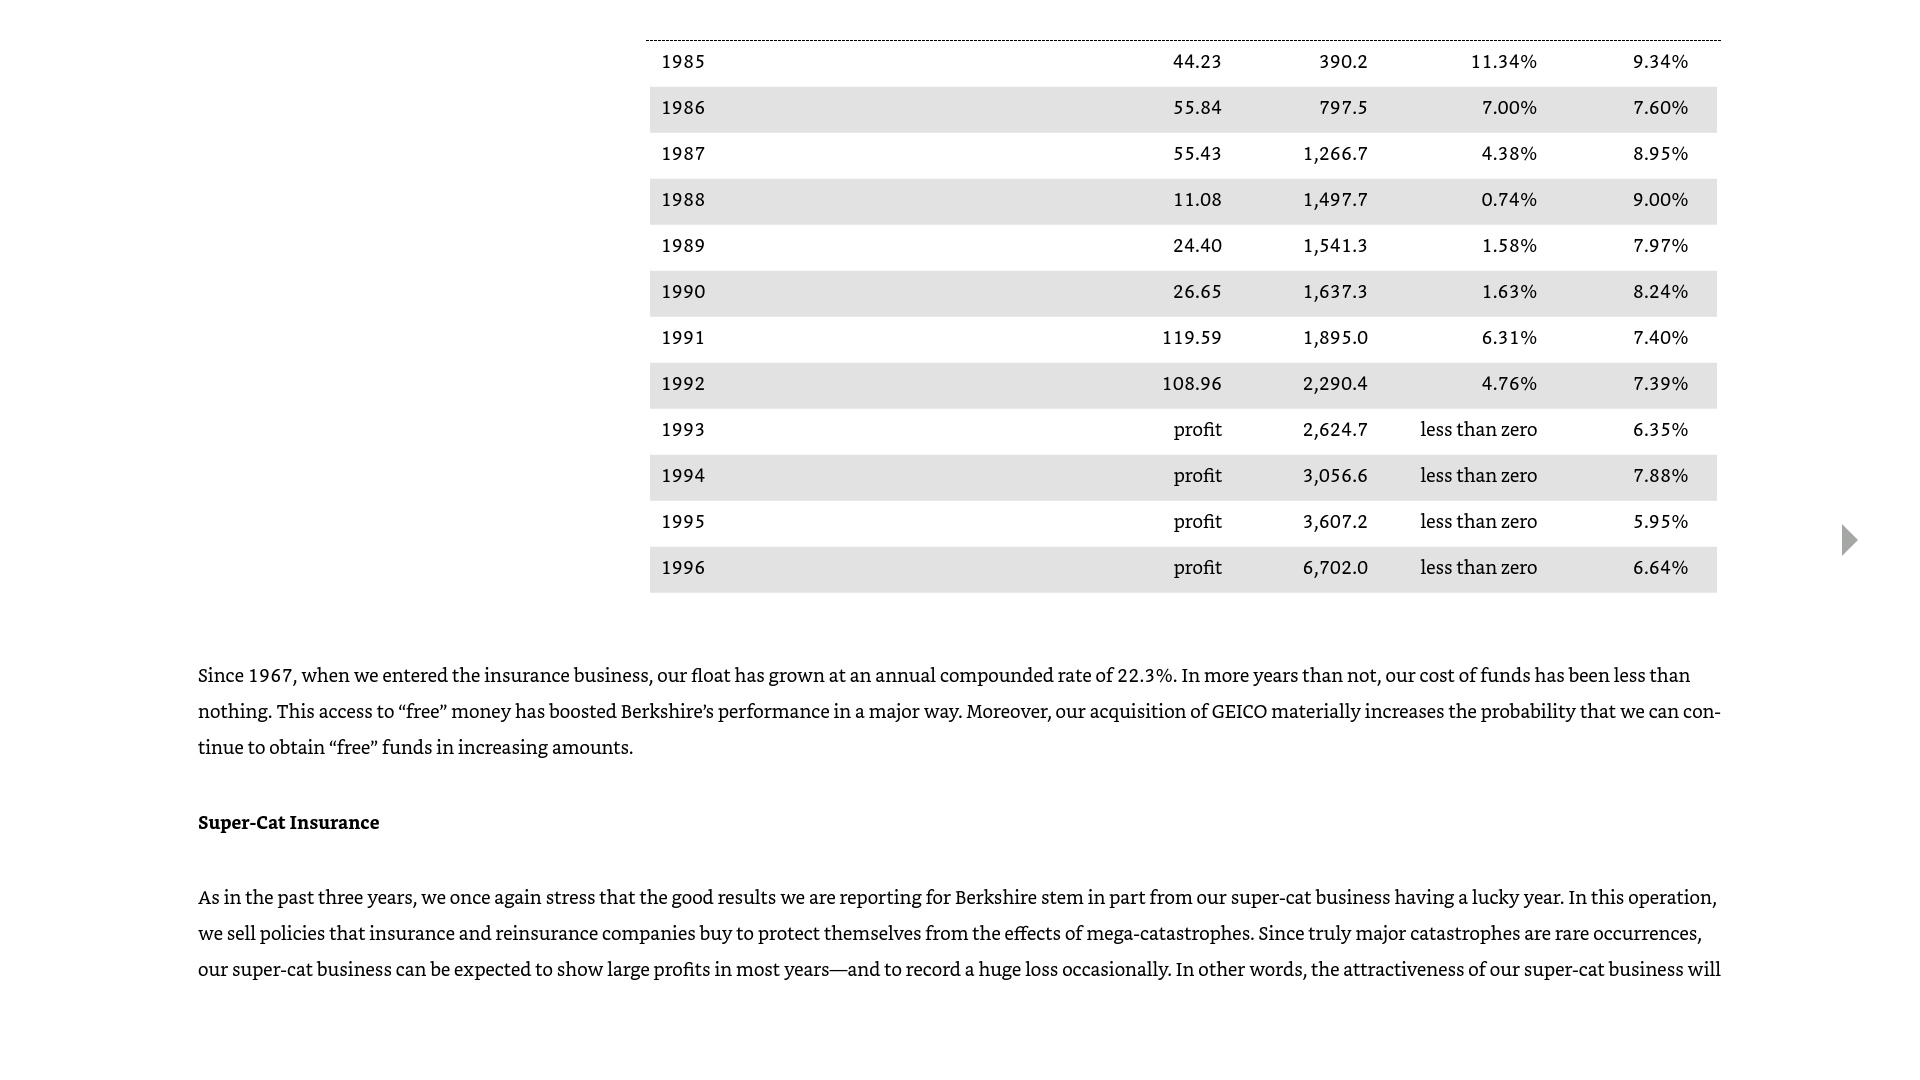 1985 44.23 390.2 11.34% 9.34%
1986 55.84 797.5 7.00% 7.60%
1987 55.43 1,266.7 4.38% 8.95%
1988 11.08 1,497.7 0.74% 9.00%
1989 24.40 1,541.3 1.58% 7.97%
1990 26.65 1,637.3 1.63% 8.24%
1991 119.59 1,895.0 6.31% 7.40%
1992 108.96 2,290.4 4.76% 7.39%
1993 profit 2,624.7 less than zero 6.35%
1994 profit 3,056.6 less than zero 7.88%
1995 profit 3,607.2 less than zero 5.95%
1996 profit 6,702.0 less than zero 6.64%
Since 1967, when we entered the insurance business, our float has grown at an annual compounded rate of 22.3%. In more years than not, our cost of funds has been less than
nothing. This access to “free” money has boosted Berkshire’s performance in a major way. Moreover, our acquisition of GEICO materially increases the probability that we can con-
tinue to obtain “free” funds in increasing amounts.
Super-Cat Insurance
As in the past three years, we once again stress that the good results we are reporting for Berkshire stem in part from our super-cat business having a lucky year. In this operation,
we sell policies that insurance and reinsurance companies buy to protect themselves from the effects of mega-catastrophes. Since truly major catastrophes are rare occurrences,
our super-cat business can be expected to show large profits in most years—and to record a huge loss occasionally. In other words, the attractiveness of our super-cat business will